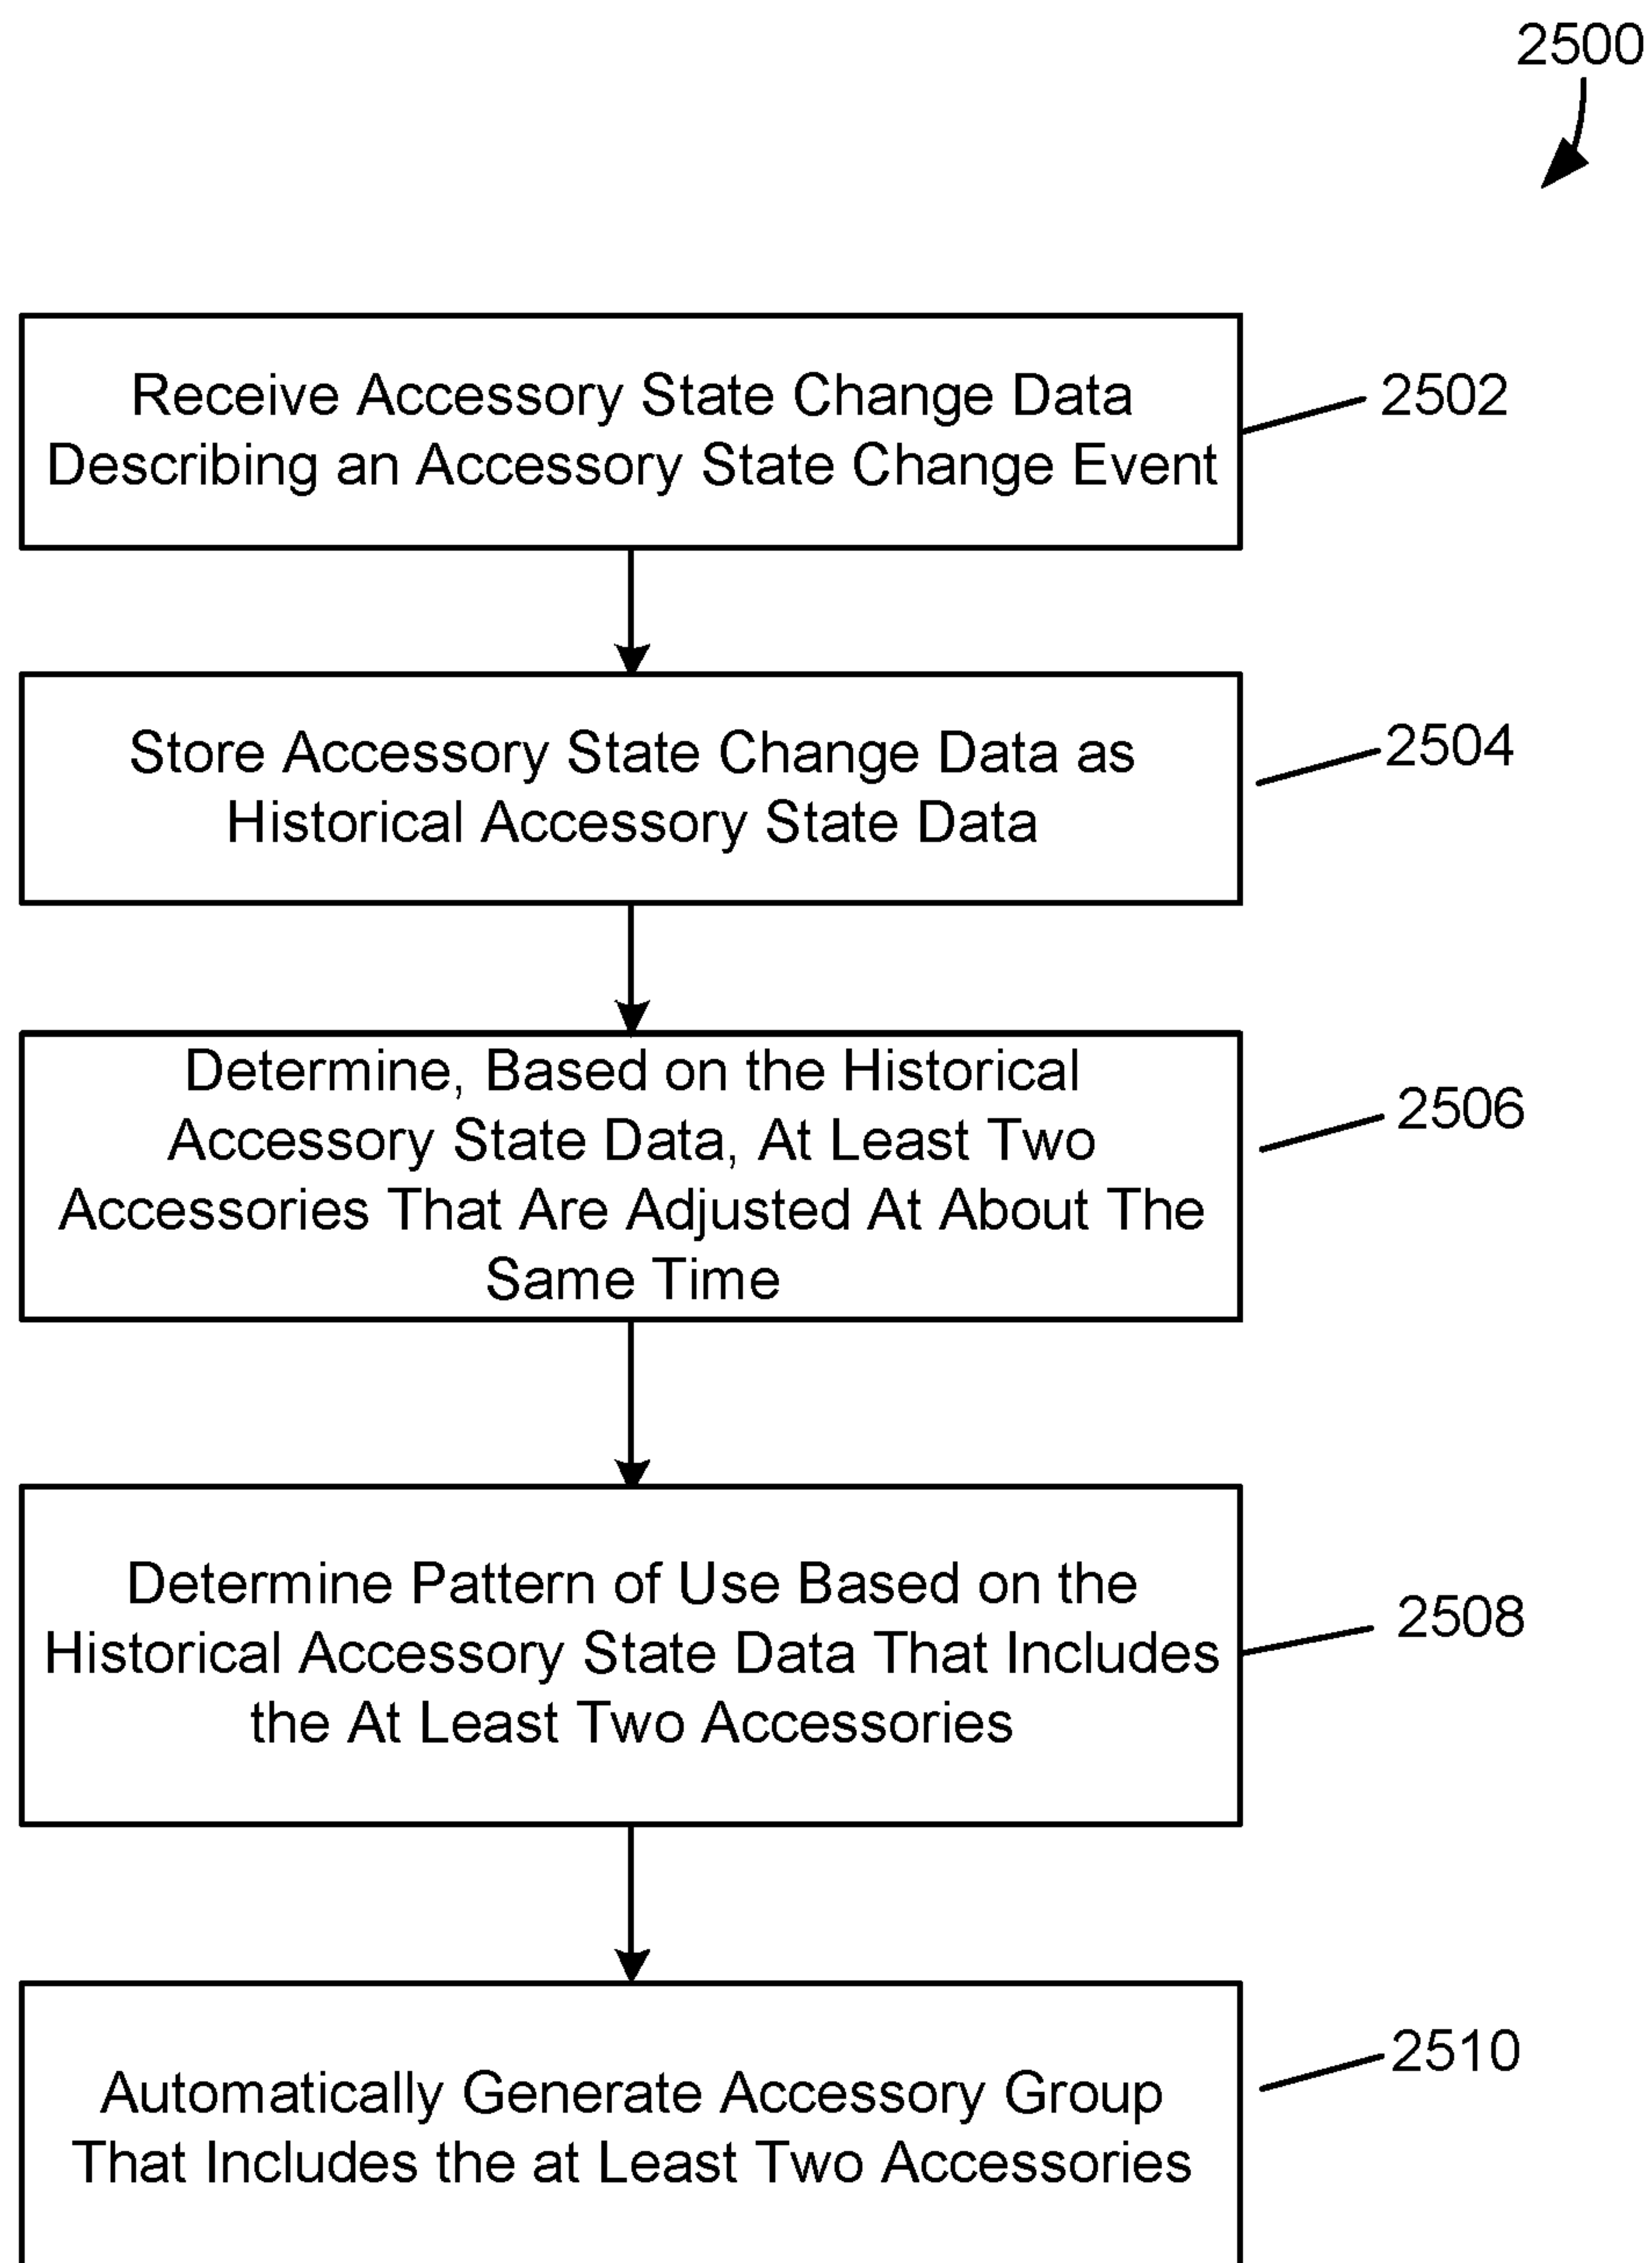 2500
Receive Accessory State Change Data
Describing an Accessory State Change Event
2502
Store Accessory State Change Data as
Historical Accessory State Data
2504
Determine, Based on the Historical
Accessory State Data, At Least Two
Accessories That Are Adjusted At About The
Same Time
2506
Determine Pattern of Use Based on the
Historical Accessory State Data That Includes
the At Least Two Accessories
2508
Automatically Generate Accessory Group
That Includes the at Least Two Accessories
2510